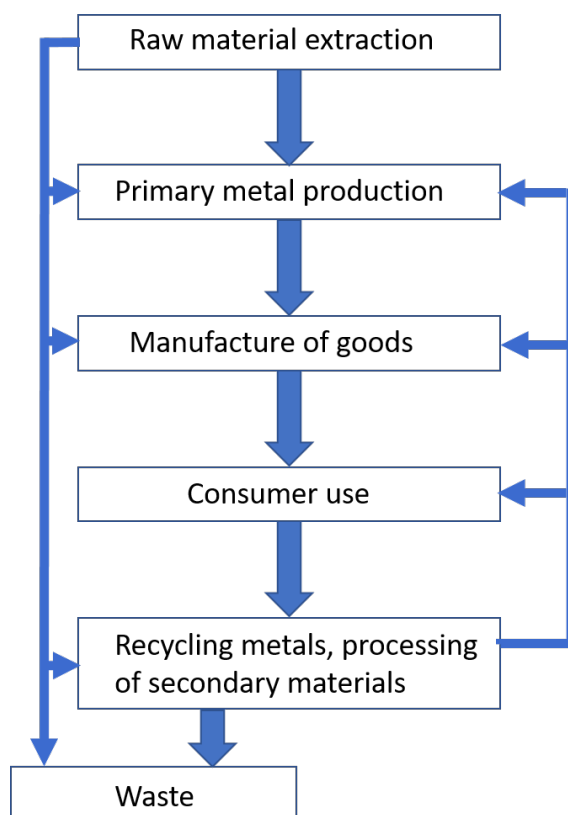 Raw material extraction
Primary metal production
Manufacture of goods
Consumer use
Recycling metals, processing
of secondary materials
Waste